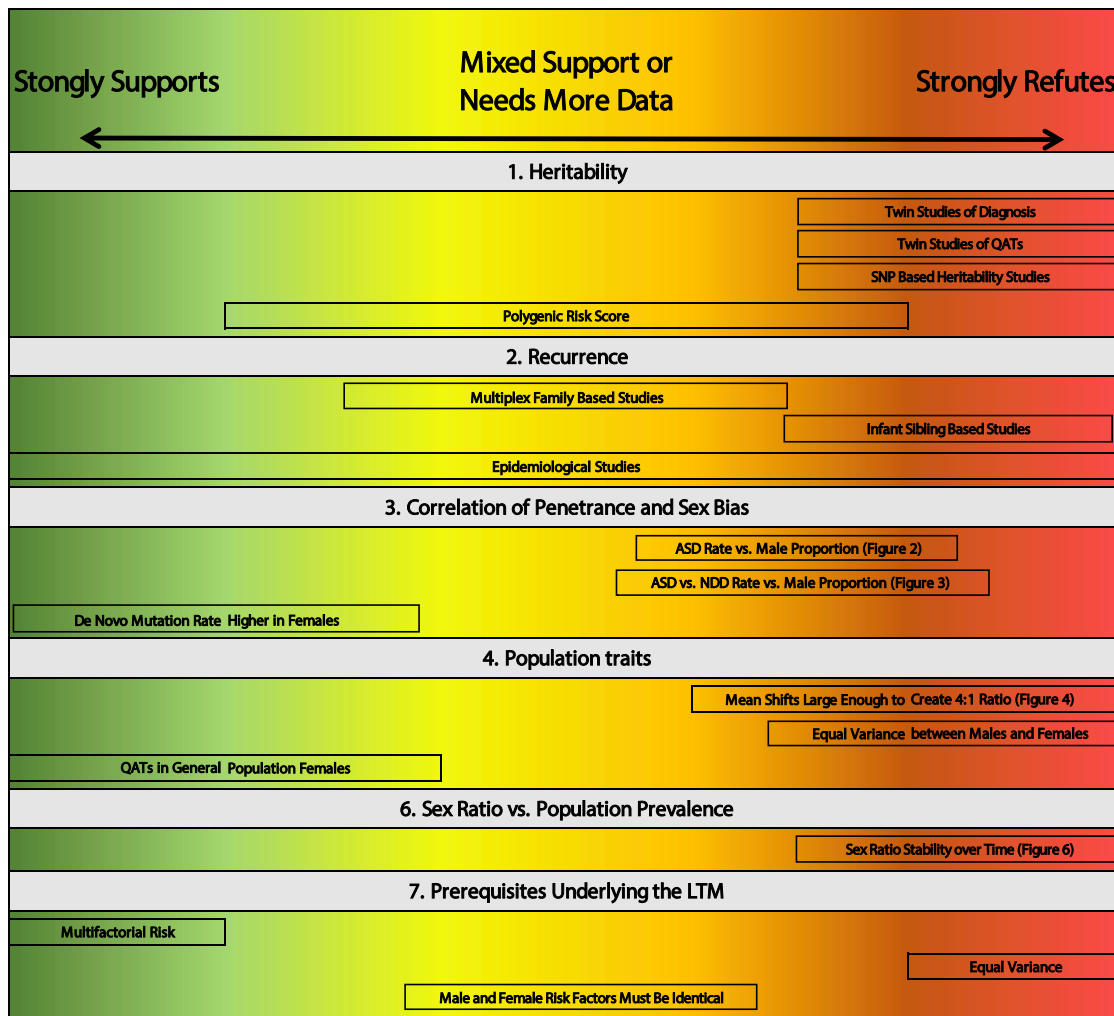 Stongly Supports
Mixed Support or
Needs More Data
Strongly Refutes
1. Heritability
Twin Studies of Diagnosis
Twin Studies of QATs
SNP Based Heritability Studies
Polygenic Risk Score
2. Recurrence
Multiplex Family Based Studies
Infant Sibling Based Studies
Epidemiological Studies
3. Correlation of Penetrance and Sex Bias
ASD Rate vs. Male Proportion (Figure 2)
ASD vs. NDD Rate vs. Male Proportion (Figure 3)
De Novo Mutation Rate Higher in Females
4. Population traits
Mean Shifts Large Enough to Create 4:1 Ratio (Figure 4)
Equal Variance between Males and Females
QATs in General Population Females
6. Sex Ratio vs. Population Prevalence
Sex Ratio Stability over Time (Figure 6)
7. Prerequisites Underlying the LTM
Multifactorial Risk
Equal Variance
Male and Female Risk Factors Must Be Identical